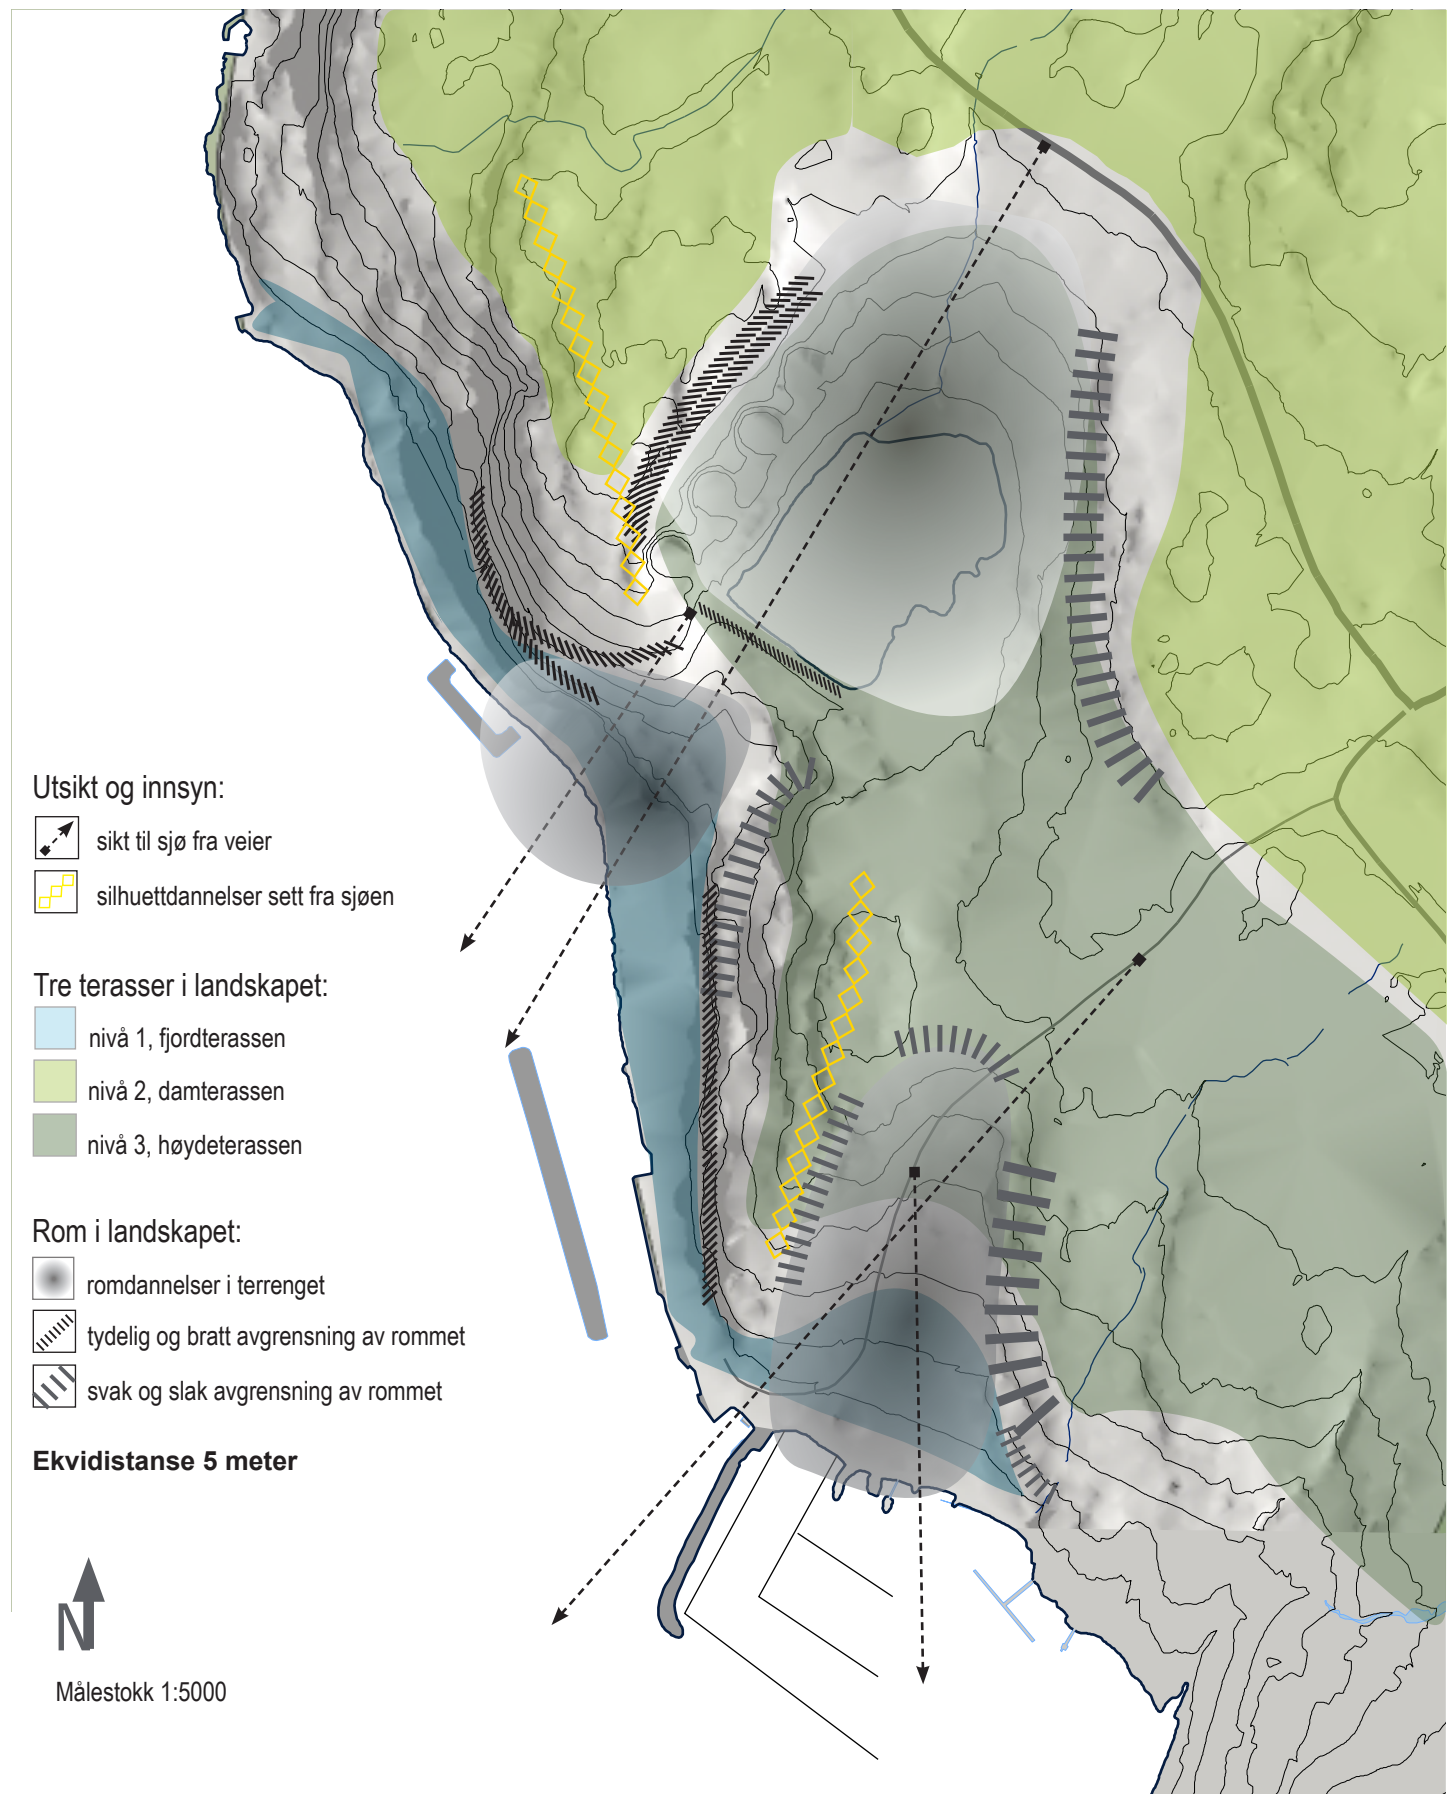 Utsikt og innsyn:
sikt til sjø fra veier
silhuettdannelser sett fra sjøen
Tre terasser i landskapet:
nivå 1, fjordterassen
nivå 2, damterassen
nivå 3, høydeterassen
Rom i landskapet:
romdannelser i terrenget
tydelig og bratt avgrensning av rommet
svak og slak avgrensning av rommet
Ekvidistanse 5 meter
N
Målestokk 1:5000